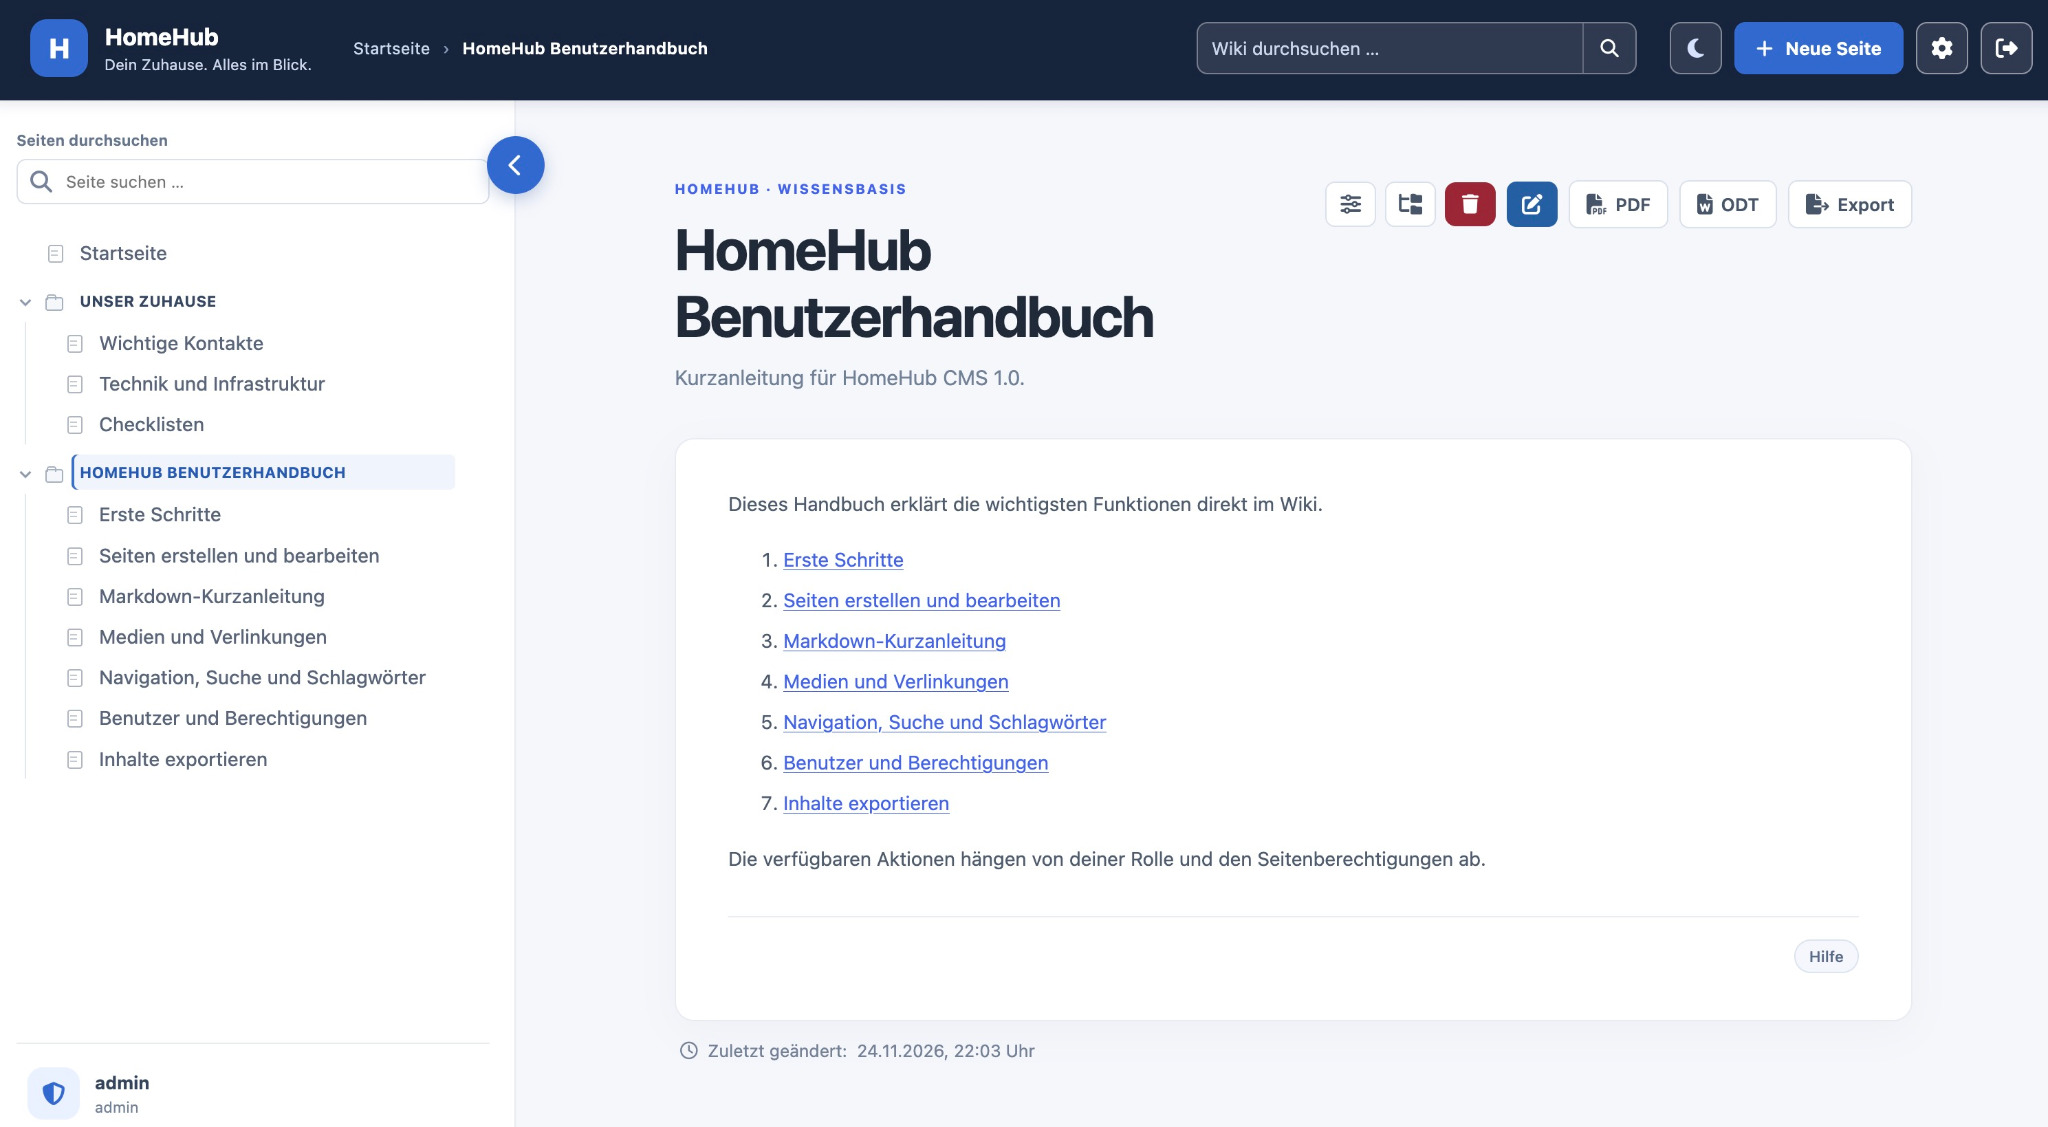 H
HomeHub
Dein Zuhause. Alles im Blick.
Startseite › HomeHub Benutzerhandbuch
Wiki durchsuchen ...
+ Neue Seite
Seiten durchsuchen
Seite suchen ...
Startseite
UNSER ZUHAUSE
Wichtige Kontakte
Technik und Infrastruktur
Checklisten
HOMEHUB BENUTZERHANDBUCH
Erste Schritte
Seiten erstellen und bearbeiten
Markdown-Kurzanleitung
Medien und Verlinkungen
Navigation, Suche und Schlagwörter
Benutzer und Berechtigungen
Inhalte exportieren
admin
admin
HOMEHUB · WISSENSBASIS
PDF PDF
W ODT
Export
HomeHub
Benutzerhandbuch
Kurzanleitung für HomeHub CMS 1.0.
Dieses Handbuch erklärt die wichtigsten Funktionen direkt im Wiki.
1. Erste Schritte
2. Seiten erstellen und bearbeiten
3. Markdown-Kurzanleitung
4. Medien und Verlinkungen
5. Navigation, Suche und Schlagwörter
6. Benutzer und Berechtigungen
7. Inhalte exportieren
Die verfügbaren Aktionen hängen von deiner Rolle und den Seitenberechtigungen ab.
Hilfe
Zuletzt geändert: 24.11.2026, 22:03 Uhr